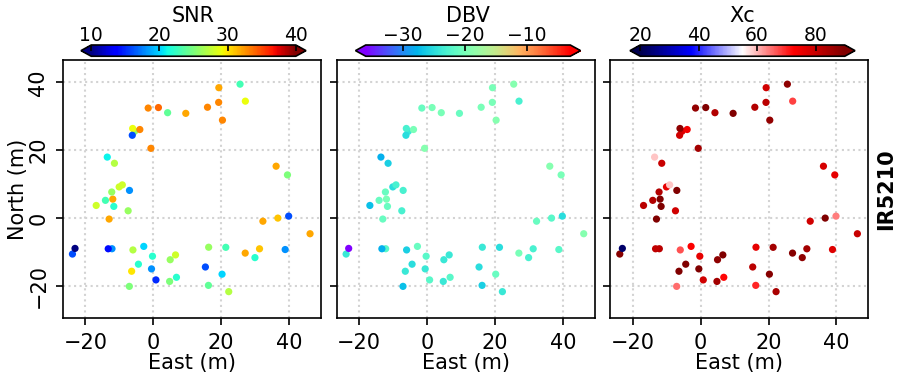 SNR DBV Xc
10 20 30 40 −30 −20 −10 20 40 60 80
North (m)
40
20
0
−20
IR5210
−20 0 20 40 −20 0 20 40 −20 0 20 40
East (m) East (m) East (m)